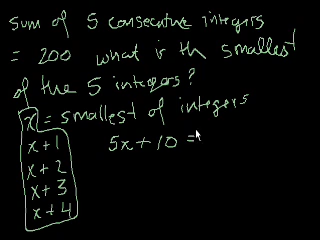 sum of 5 consecutive integers
= 200 what is th smallest
of the 5 integers?
x = smallest of integers
x+1 5x+10 =
x+2
x+3
x+4